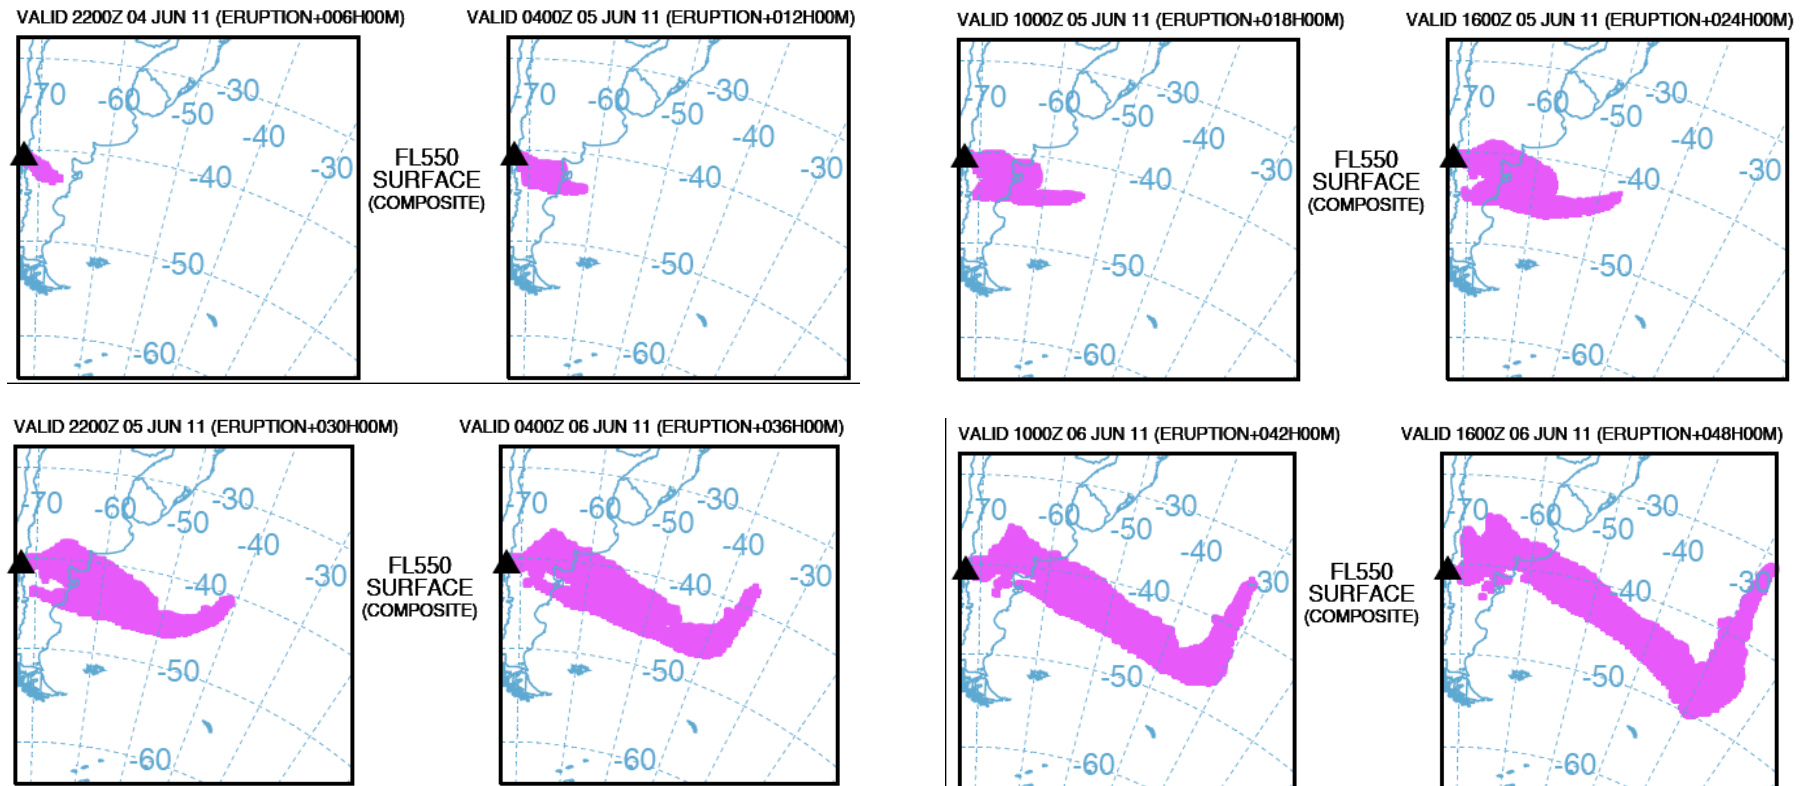 VALID 2200Z 04 JUN 11 (ERUPTION+006H00M)
VALID 0400Z 05 JUN 11 (ERUPTION+012H00M)
VALID 1000Z 05 JUN 11 (ERUPTION+018H00M)
VALID 1600Z 05 JUN 11 (ERUPTION+024H00M)
-70 -60 -50 -30 -40 -30 -40 -50 -60
FL550
SURFACE
(COMPOSITE)
-70 -60 -50 -30 -40 -30 -40 -50 -60
-70 -60 -50 -30 -40 -30 -40 -50 -60
FL550
SURFACE
(COMPOSITE)
-70 -60 -50 -30 -40 -30 -40 -50 -60
VALID 2200Z 05 JUN 11 (ERUPTION+030H00M)
VALID 0400Z 06 JUN 11 (ERUPTION+036H00M)
VALID 1000Z 06 JUN 11 (ERUPTION+042H00M)
VALID 1600Z 06 JUN 11 (ERUPTION+048H00M)
-70 -60 -50 -30 -40 -30 -40 -50 -60
FL550
SURFACE
(COMPOSITE)
-70 -60 -50 -30 -40 -30 -40 -50 -60
-70 -60 -50 -30 -40 -30 -40 -50 -60
FL550
SURFACE
(COMPOSITE)
-70 -60 -50 -30 -40 -30 -40 -50 -60